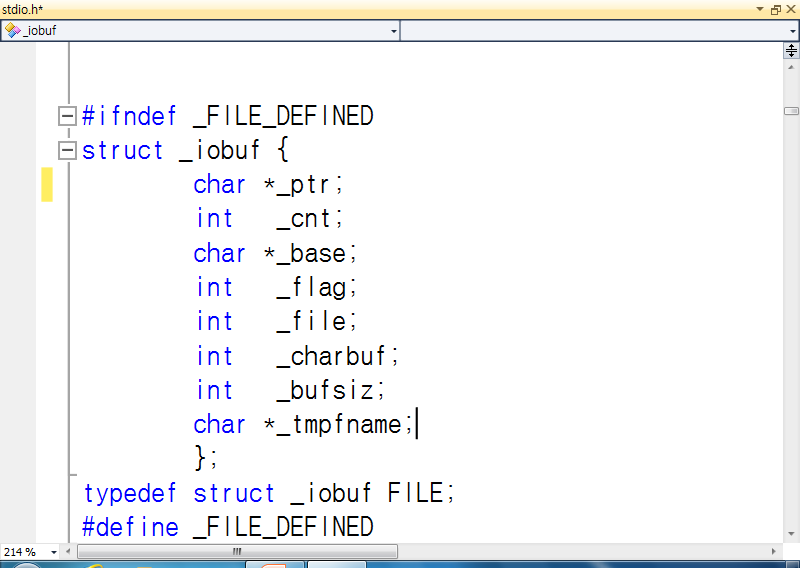 stdio.h*
_iobuf
#ifndef _FILE_DEFINED
struct _iobuf {
char *_ptr;
int _cnt;
char *_base;
int _flag;
int _file;
int _charbuf;
int _bufsiz;
char *_tmpfname;
};
typedef struct _iobuf FILE;
#define _FILE_DEFINED
214 %